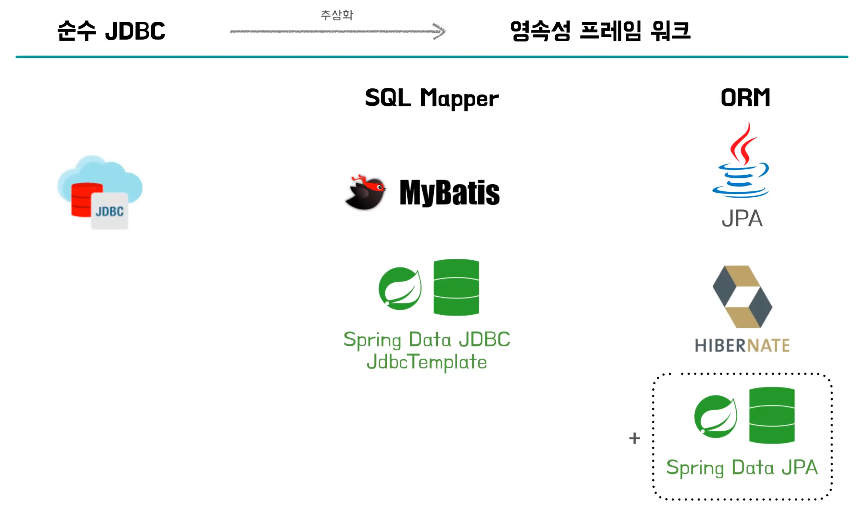 순수 JDBC
추상화
영속성 프레임 워크
SQL Mapper
ORM
JDBC
MyBatis
JPA
Spring Data JDBC
JdbcTemplate
HIBERNATE
+
Spring Data JPA